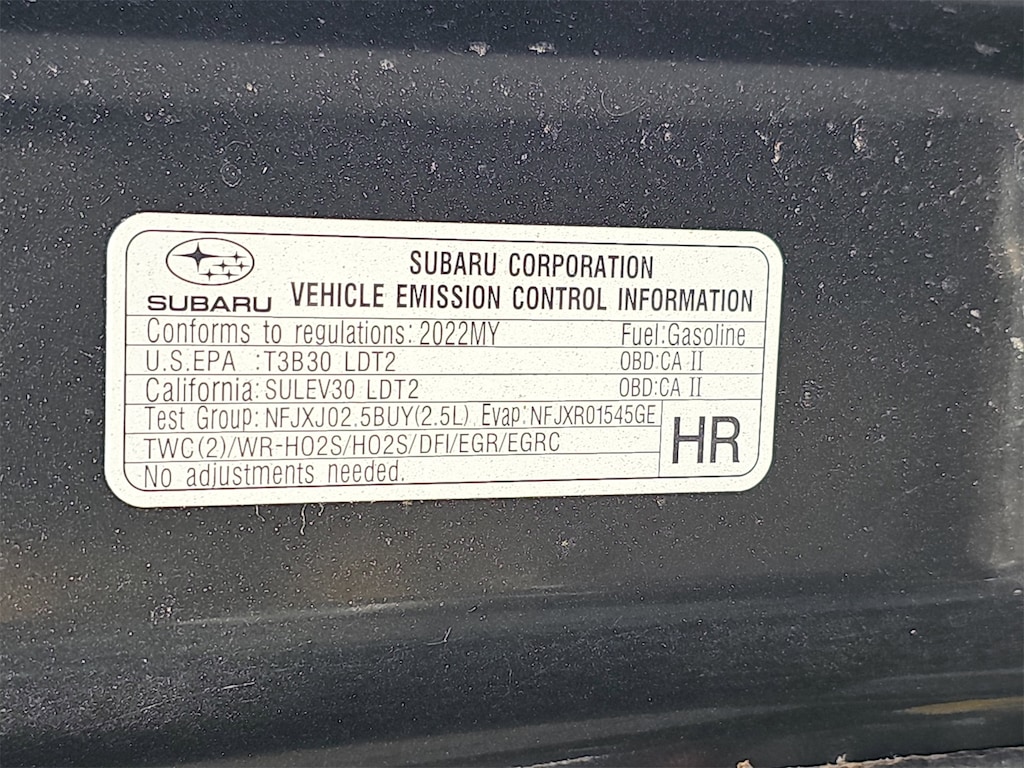 SUBARU
SUBARU CORPORATION
VEHICLE EMISSION CONTROL INFORMATION
Conforms to regulations: 2022MY Fuel:Gasoline
U.S.EPA :T3B30 LDT2 OBD:CA II
California:SULEV30 LDT2 OBD:CA II
Test Group:NFJXJ02.5BUY(2.5L) Evap:NFJXR01545GE
TWC(2)/WR-HO2S/HO2S/DFI/EGR/EGRC
No adjustments needed.
HR